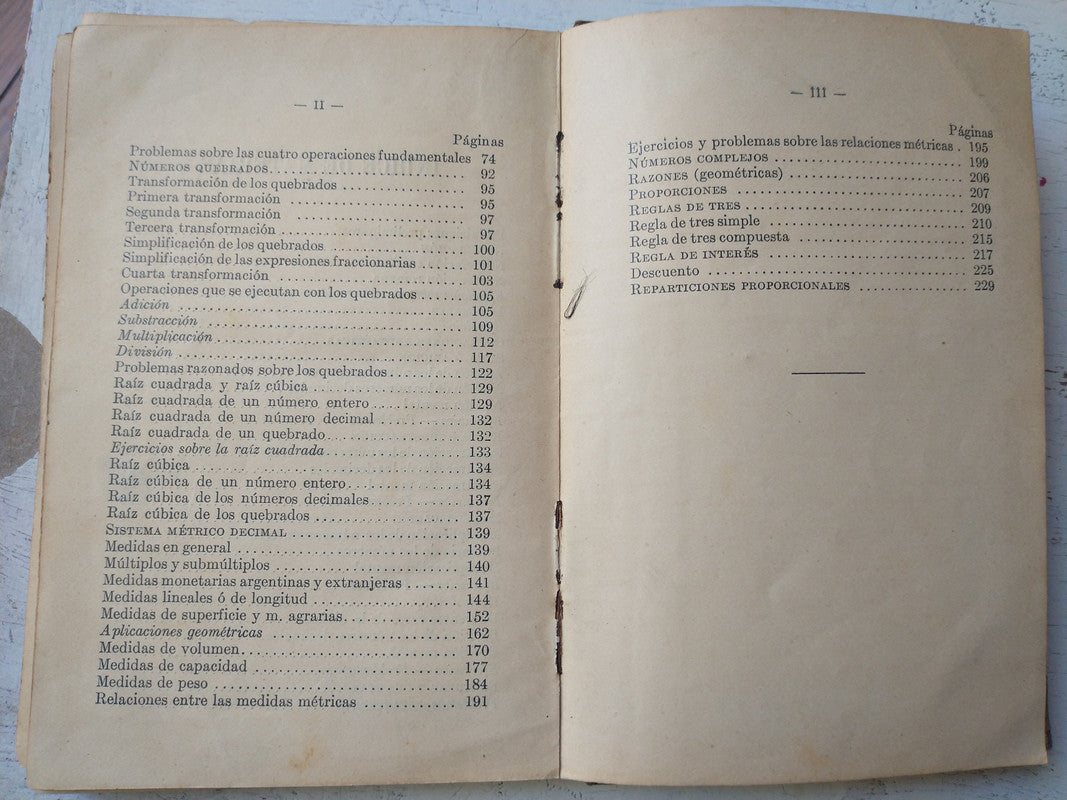 — II —
Páginas
Problemas sobre las cuatro operaciones fundamentales 74
NÚMEROS QUEBRADOS........................ 92
Transformación de los quebrados ................ 95
Primera transformación ....................... 95
Segunda transformación ...................... 97
Tercera transformación ....................... 97
Simplificación de los quebrados................. 100
Simplificación de las expresiones fraccionarias ...... 101
Cuarta transformación ........................ 103
Operaciones que se ejecutan con los quebrados ...... 105
Adición .................................... 105
Substracción ................................ 109
Multiplicación ............................... 112
División .................................... 117
Problemas razonados sobre los quebrados.......... 122
Raíz cuadrada y raíz cúbica ................... 129
Raíz cuadrada de un número entero ............. 129
Raíz cuadrada de un número decimal ............ 132
Raíz cuadrada de un quebrado.................. 132
Ejercicios sobre la raíz cuadrada................ 133
Raíz cúbica ................................. 134
Raíz cúbica de un número entero................ 134
Raíz cúbica de los números decimales............ 137
Raíz cúbica de los quebrados ................... 137
SISTEMA MÉTRICO DECIMAL ...................... 139
Medidas en general ........................... 139
Múltiplos y submúltiplos ...................... 140
Medidas monetarias argentinas y extranjeras ....... 141
Medidas lineales ó de longitud .................. 144
Medidas de superficie y m. agrarias............... 152
Aplicaciones geométricas ...................... 162
Medidas de volumen.......................... 170
Medidas de capacidad ........................ 177
Medidas de peso ............................. 184
Relaciones entre las medidas métricas ............ 191
— 111 —
Páginas
Ejercicios y problemas sobre las relaciones métricas . 195
NÚMEROS COMPLEJOS ........................ 199
RAZONES (geométricas) ...................... 206
PROPORCIONES ............................. 207
REGLAS DE TRES ............................ 209
Regla de tres simple ......................... 210
Regla de tres compuesta ...................... 215
REGLA DE INTERÉS .......................... 217
Descuento ................................. 225
REPARTICIONES PROPORCIONALES ................ 229